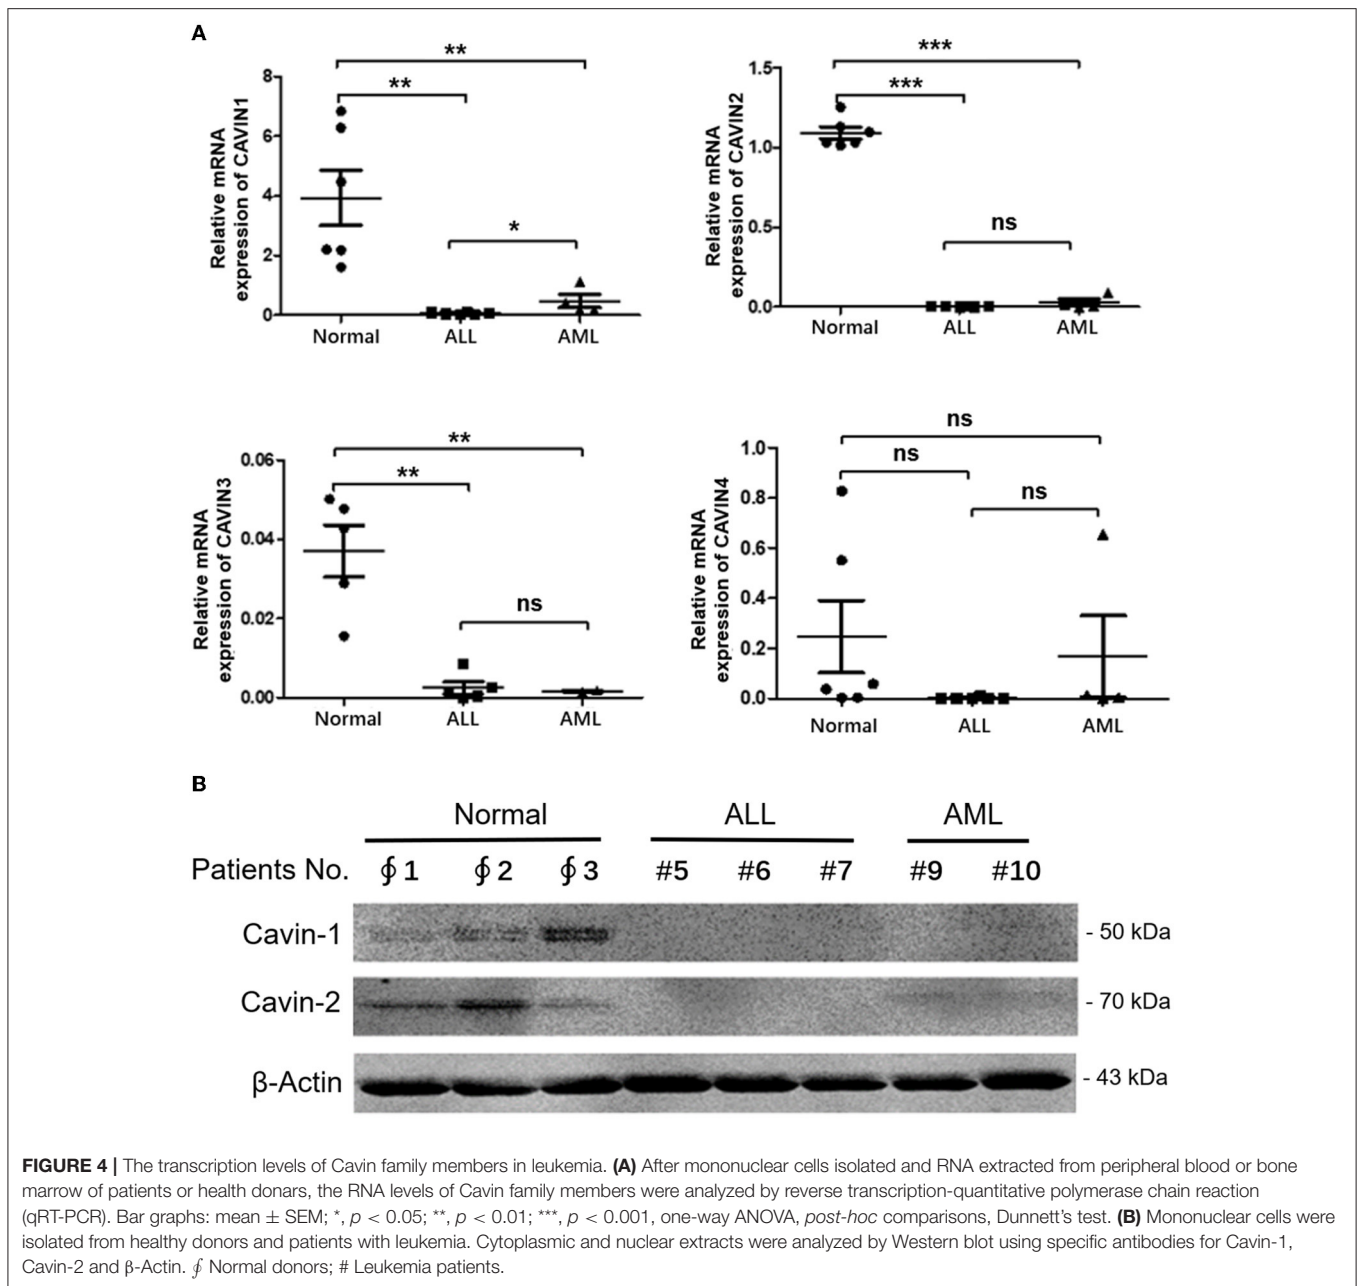 A
**
**
*
Relative mRNA
expression of CAVIN1
8
6
4
2
0
Normal ALL AML
***
***
ns
Relative mRNA
expression of CAVIN2
1.5
1.0
0.5
0.0
Normal ALL AML
**
**
ns
Relative mRNA
expression of CAVIN3
0.06
0.04
0.02
0.00
Normal ALL AML
ns
ns
ns
Relative mRNA
expression of CAVIN4
1.0
0.8
0.6
0.4
0.2
0.0
Normal ALL AML
B
Normal ALL AML
Patients No. ∮1 ∮2 ∮3 #5 #6 #7 #9 #10
Cavin-1 - 50 kDa
Cavin-2 - 70 kDa
β-Actin - 43 kDa
FIGURE 4 | The transcription levels of Cavin family members in leukemia. (A) After mononuclear cells isolated and RNA extracted from peripheral blood or bone
marrow of patients or health donars, the RNA levels of Cavin family members were analyzed by reverse transcription-quantitative polymerase chain reaction
(qRT-PCR). Bar graphs: mean ± SEM; *, p < 0.05; **, p < 0.01; ***, p < 0.001, one-way ANOVA, post-hoc comparisons, Dunnett's test. (B) Mononuclear cells were
isolated from healthy donors and patients with leukemia. Cytoplasmic and nuclear extracts were analyzed by Western blot using specific antibodies for Cavin-1,
Cavin-2 and β-Actin. ∮ Normal donors; # Leukemia patients.